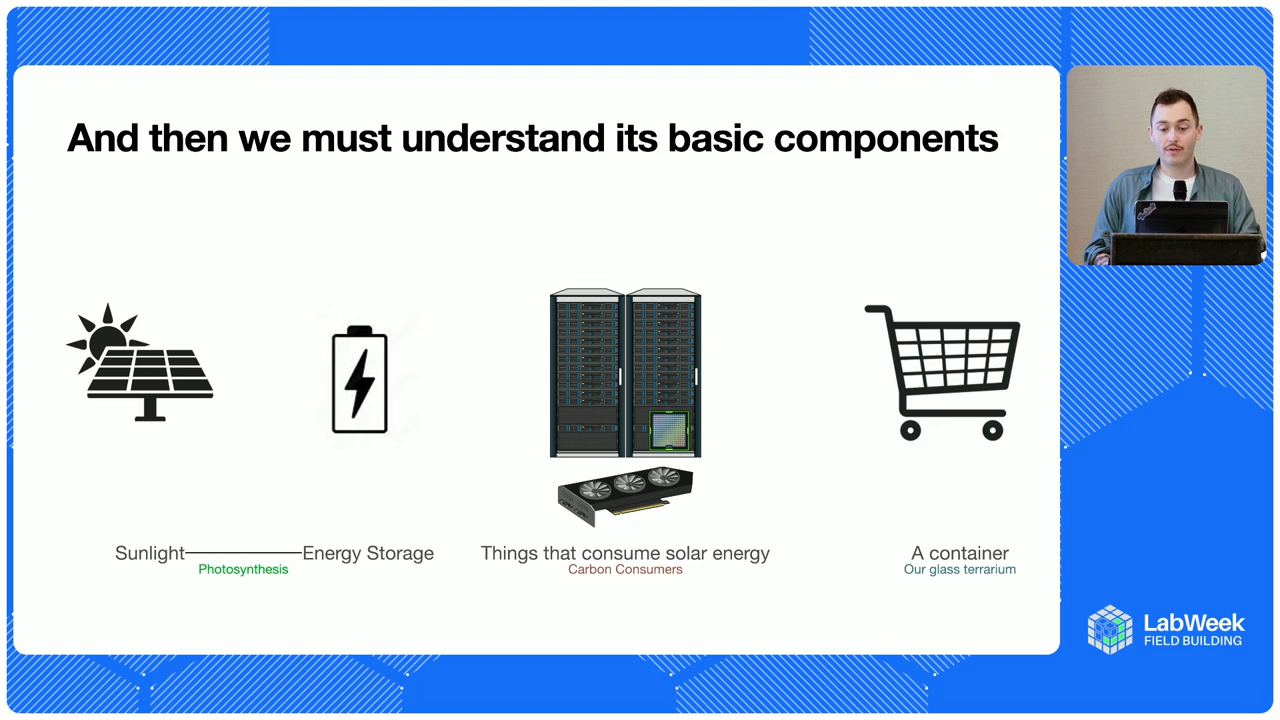 And then we must understand its basic components
Sunlight
Energy Storage
Photosynthesis
Things that consume solar energy
Carbon Consumers
A container
Our glass terrarium
LabWeek
FIELD BUILDING